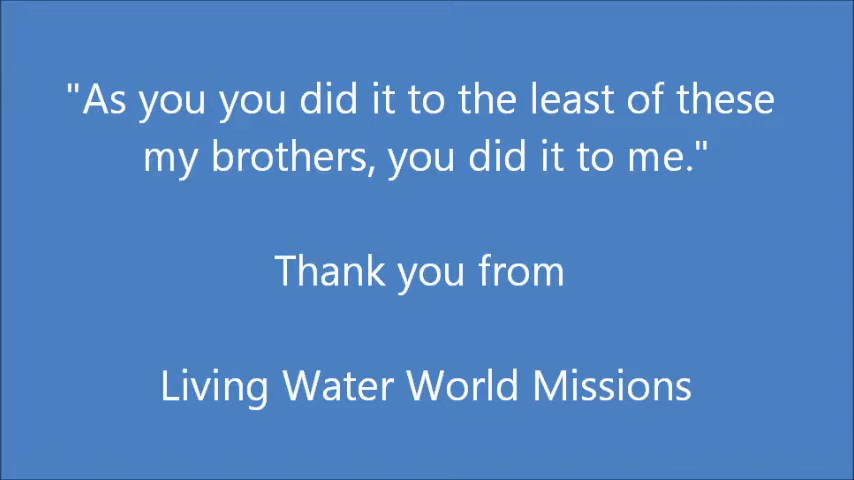 "As you you did it to the least of these
my brothers, you did it to me."
Thank you from
Living Water World Missions